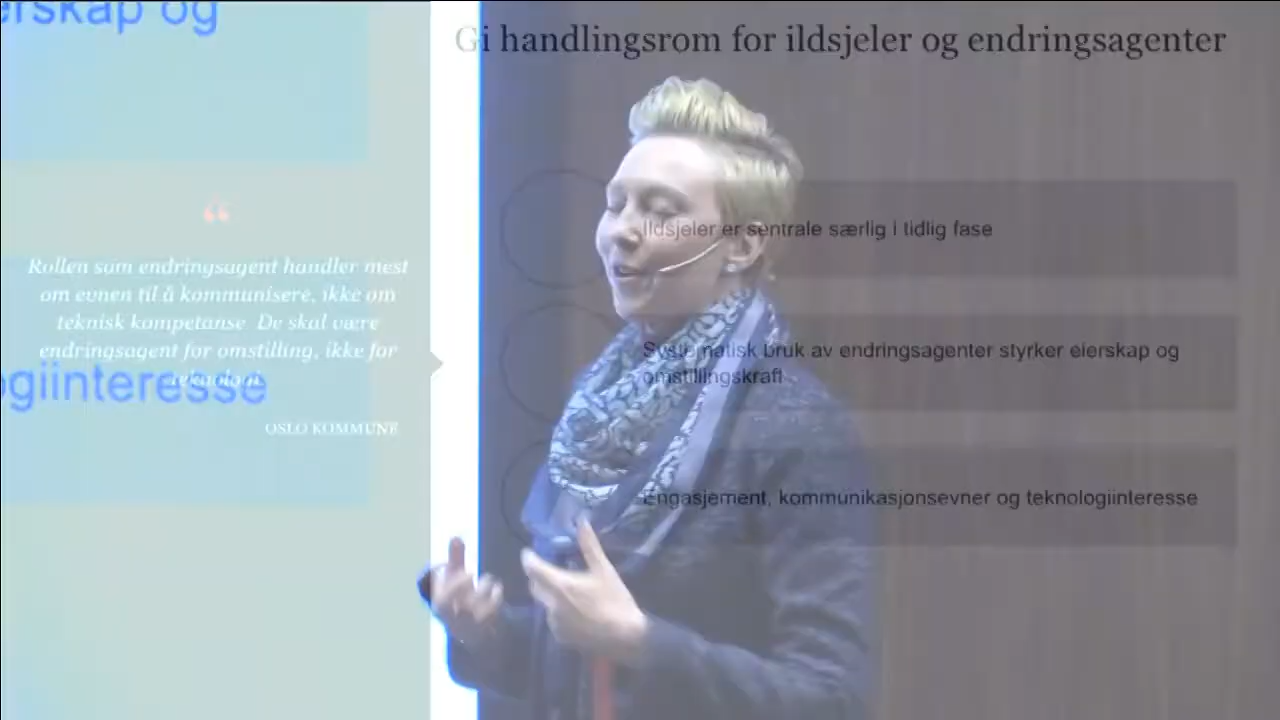 erskap og
Gi handlingsrom for ildsjeler og endringsagenter
“
Rollen som endringsagent handler mest
om evnen til å kommunisere, ikke om
teknisk kompetanse. De skal være
endringsagent for omstilling, ikke for
teknologi.
OSLO KOMMUNE
ogiinteresse
Ildsjeler er sentrale særlig i tidlig fase
Systematisk bruk av endringsagenter styrker eierskap og
omstillingskraft
Engasjement, kommunikasjonsevner og teknologiinteresse